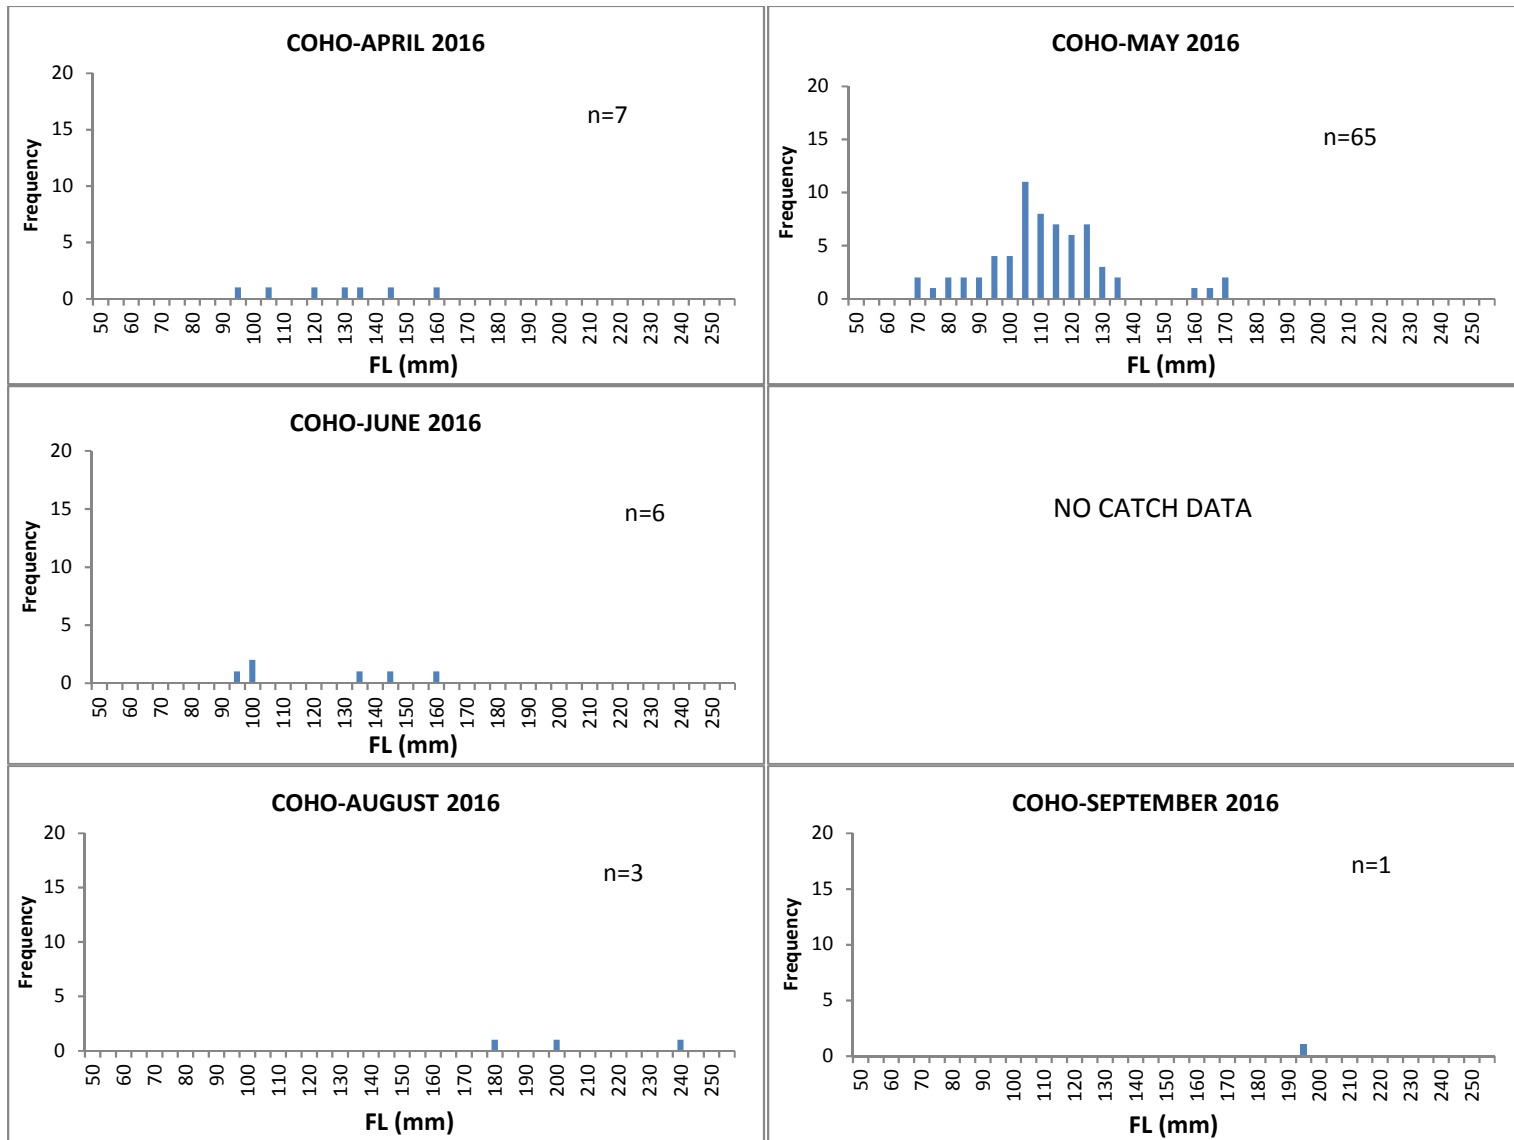 COHO-APRIL 2016
n=7
Frequency
20
15
10
5
0
50 60 70 80 90 100 110 120 130 140 150 160 170 180 190 200 210 220 230 240 250
FL (mm)
COHO-MAY 2016
n=65
Frequency
20
15
10
5
0
50 60 70 80 90 100 110 120 130 140 150 160 170 180 190 200 210 220 230 240 250
FL (mm)
COHO-JUNE 2016
n=6
Frequency
20
15
10
5
0
50 60 70 80 90 100 110 120 130 140 150 160 170 180 190 200 210 220 230 240 250
FL (mm)
NO CATCH DATA
COHO-AUGUST 2016
n=3
Frequency
20
15
10
5
0
50 60 70 80 90 100 110 120 130 140 150 160 170 180 190 200 210 220 230 240 250
FL (mm)
COHO-SEPTEMBER 2016
n=1
Frequency
20
15
10
5
0
50 60 70 80 90 100 110 120 130 140 150 160 170 180 190 200 210 220 230 240 250
FL (mm)